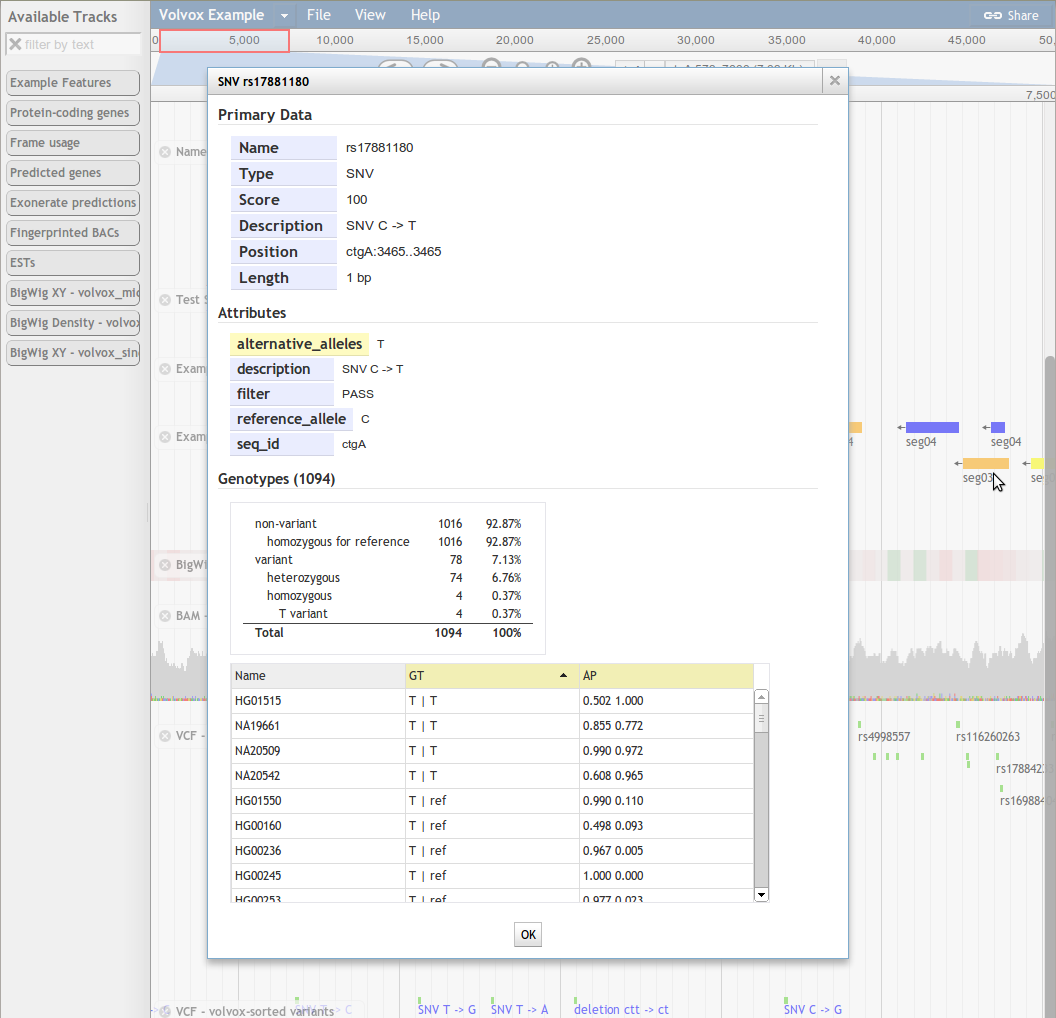 Available Tracks
filter by text
Example Features
Protein-coding genes
Frame usage
Predicted genes
Exonerate predictions
Fingerprinted BACs
ESTs
BigWig XY - volvox_mic
BigWig Density - volvox
BigWig XY - volvox_sin
Volvox Example File View Help Share
0 5,000 10,000 15,000 20,000 25,000 30,000 35,000 40,000 45,000 50,
7,500
Name
Test S
Exam
Exam
BigWi
BAM -
VCF -
SNV rs17881180
Primary Data
Name rs17881180
Type SNV
Score 100
Description SNV C -> T
Position ctgA:3465..3465
Length 1 bp
Attributes
alternative_alleles T
description SNV C -> T
filter PASS
reference_allele C
seq_id ctgA
Genotypes (1094)
non-variant 1016 92.87%
homozygous for reference 1016 92.87%
variant 78 7.13%
heterozygous 74 6.76%
homozygous 4 0.37%
T variant 4 0.37%
Total 1094 100%
Name GT AP
HG01515 T | T 0.502 1.000
NA19661 T | T 0.855 0.772
NA20509 T | T 0.990 0.972
NA20542 T | T 0.608 0.965
HG01550 T | ref 0.990 0.110
HG00160 T | ref 0.498 0.093
HG00236 T | ref 0.967 0.005
HG00245 T | ref 1.000 0.000
HG00253 T | ref 0.977 0.023
OK
4 seg04 seg04
seg03 se
rs4998557 rs116260263
rs178842
rs16988
VCF - volvox-sorted variants
SNV T -> G SNV T -> A deletion ctt -> ct SNV C -> G